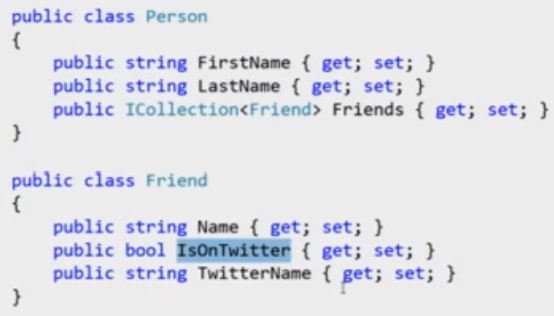 public class Person
{
public string FirstName { get; set; }
public string LastName { get; set; }
public ICollection<Friend> Friends { get; set; }
}
public class Friend
{
public string Name { get; set; }
public bool IsOnTwitter { get; set; }
public string TwitterName { get; set; }
}